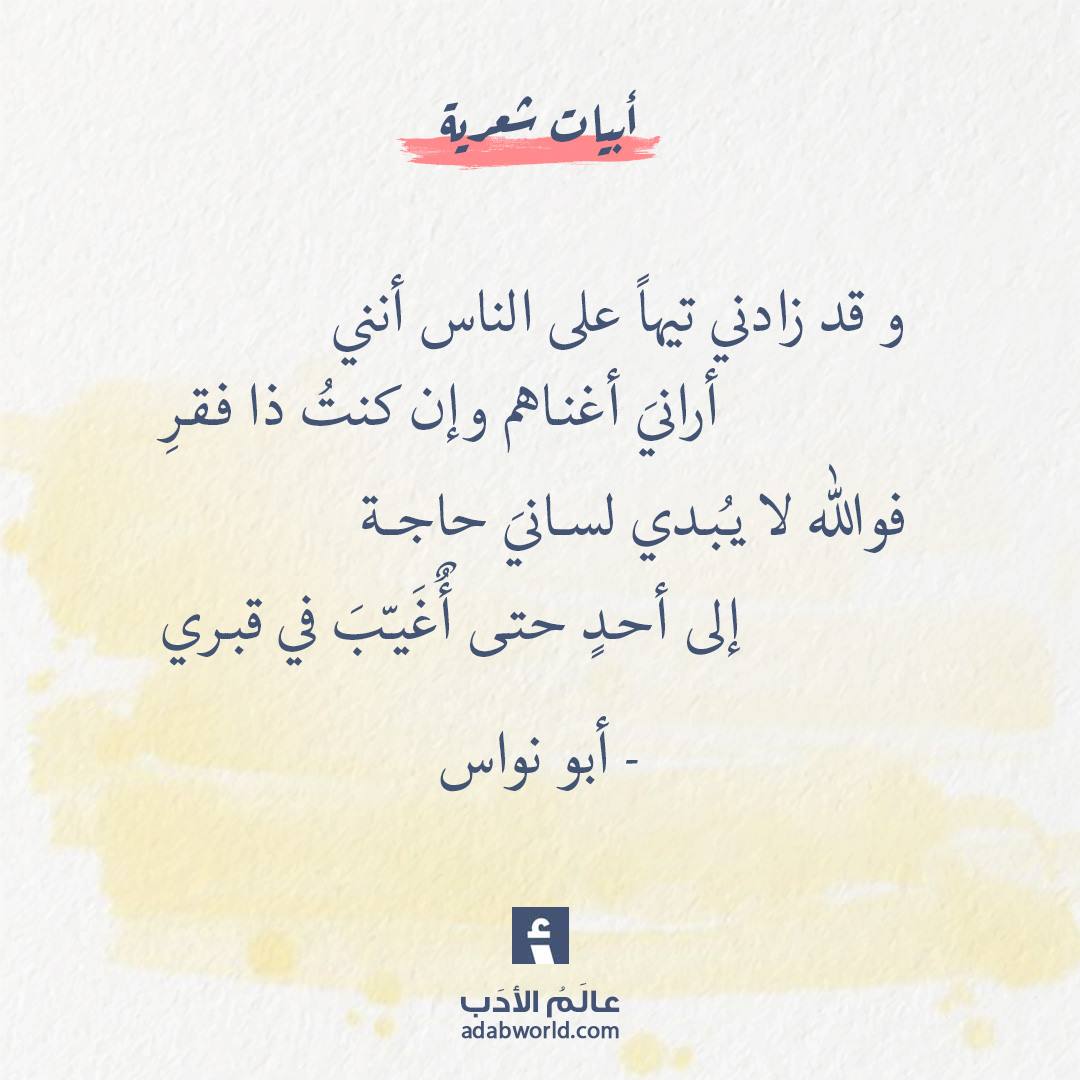 أبيات شعرية
و قد زادني تيهاً على الناس أنني
أرانيَ أغناهم وإن كنتُ ذا فقرِ
فوالله لا يُبدي لسانيَ حاجة
إلى أحدٍ حتى أُغَيّبَ في قبري
- أبو نواس
أ
عالَمُ الأدَب
adabworld.com